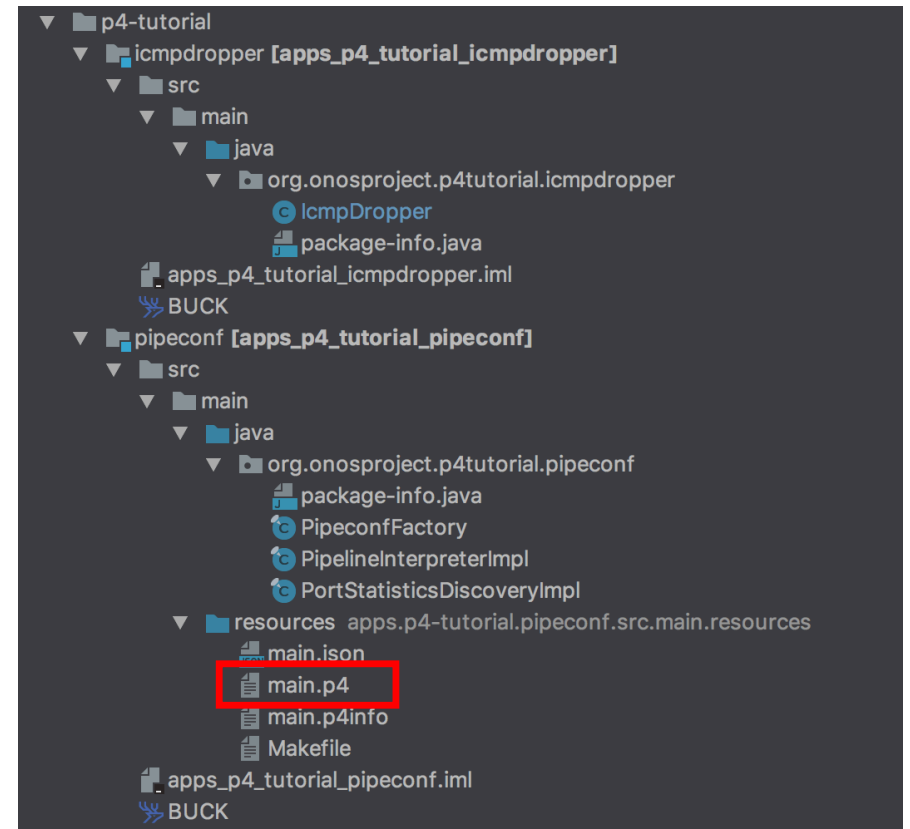 p4-tutorial
icmpdropper [apps_p4_tutorial_icmpdropper]
src
main
java
org.onosproject.p4tutorial.icmpdropper
IcmpDropper
package-info.java
apps_p4_tutorial_icmpdropper.iml
BUCK
pipeconf [apps_p4_tutorial_pipeconf]
src
main
java
org.onosproject.p4tutorial.pipeconf
package-info.java
PipeconfFactory
PipelineInterpreterImpl
PortStatisticsDiscoveryImpl
resources apps.p4-tutorial.pipeconf.src.main.resources
main.json
main.p4
main.p4info
Makefile
apps_p4_tutorial_pipeconf.iml
BUCK